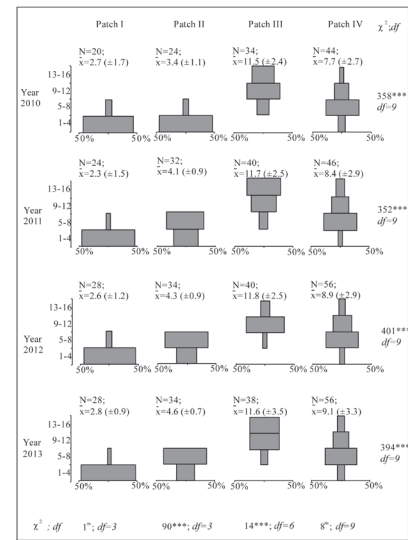 Patch I Patch II Patch III Patch IV χ²;df
N=20; N=24; N=34; N=44;
x̄=2.7 (±1.7) x̄=3.4 (±1.1) x̄=11.5 (±2.4) x̄=7.7 (±2.7)
Year 2010
13-16
9-12
5-8
1-4
358***
df=9
50% 50% 50% 50% 50% 50% 50% 50%
N=24; N=32; N=40; N=46;
x̄=2.3 (±1.5) x̄=4.1 (±0.9) x̄=11.7 (±2.5) x̄=8.4 (±2.9)
Year 2011
13-16
9-12
5-8
1-4
352***
df=9
50% 50% 50% 50% 50% 50% 50% 50%
N=28; N=34; N=40; N=56;
x̄=2.6 (±1.2) x̄=4.3 (±0.9) x̄=11.8 (±2.5) x̄=8.9 (±2.9)
Year 2012
13-16
9-12
5-8
1-4
401***
df=9
50% 50% 50% 50% 50% 50% 50% 50%
N=28; N=34; N=38; N=56;
x̄=2.8 (±0.9) x̄=4.6 (±0.7) x̄=11.6 (±3.5) x̄=9.1 (±3.3)
Year 2013
13-16
9-12
5-8
1-4
394***
df=9
50% 50% 50% 50% 50% 50% 50% 50%
χ² ; df 1ⁿˢ; df=3 90***; df=3 14***; df=6 8ⁿˢ; df=9